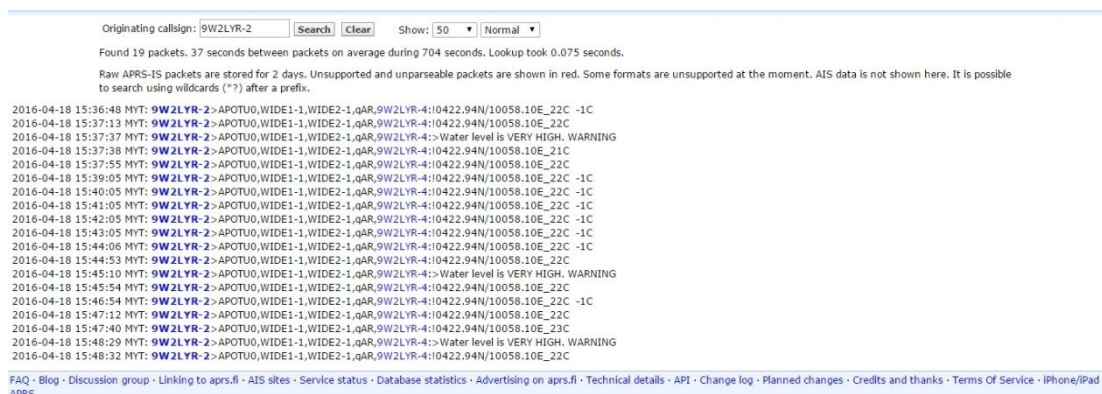 Originating callsign: 9W2LYR-2 Search Clear Show: 50 Normal
Found 19 packets. 37 seconds between packets on average during 704 seconds. Lookup took 0.075 seconds.
Raw APRS-IS packets are stored for 2 days. Unsupported and unparseable packets are shown in red. Some formats are unsupported at the moment. AIS data is not shown here. It is possible
to search using wildcards (*?) after a prefix.
2016-04-18 15:36:48 MYT: 9W2LYR-2>APOTU0,WIDE1-1,WIDE2-1,qAR,9W2LYR-4:!0422.94N/10058.10E_22C -1C
2016-04-18 15:37:13 MYT: 9W2LYR-2>APOTU0,WIDE1-1,WIDE2-1,qAR,9W2LYR-4:!0422.94N/10058.10E_22C
2016-04-18 15:37:37 MYT: 9W2LYR-2>APOTU0,WIDE1-1,WIDE2-1,qAR,9W2LYR-4:>Water level is VERY HIGH. WARNING
2016-04-18 15:37:38 MYT: 9W2LYR-2>APOTU0,WIDE1-1,WIDE2-1,qAR,9W2LYR-4:!0422.94N/10058.10E_21C
2016-04-18 15:37:55 MYT: 9W2LYR-2>APOTU0,WIDE1-1,WIDE2-1,qAR,9W2LYR-4:!0422.94N/10058.10E_22C
2016-04-18 15:39:05 MYT: 9W2LYR-2>APOTU0,WIDE1-1,WIDE2-1,qAR,9W2LYR-4:!0422.94N/10058.10E_22C -1C
2016-04-18 15:40:05 MYT: 9W2LYR-2>APOTU0,WIDE1-1,WIDE2-1,qAR,9W2LYR-4:!0422.94N/10058.10E_22C -1C
2016-04-18 15:41:05 MYT: 9W2LYR-2>APOTU0,WIDE1-1,WIDE2-1,qAR,9W2LYR-4:!0422.94N/10058.10E_22C -1C
2016-04-18 15:42:05 MYT: 9W2LYR-2>APOTU0,WIDE1-1,WIDE2-1,qAR,9W2LYR-4:!0422.94N/10058.10E_22C -1C
2016-04-18 15:43:05 MYT: 9W2LYR-2>APOTU0,WIDE1-1,WIDE2-1,qAR,9W2LYR-4:!0422.94N/10058.10E_22C -1C
2016-04-18 15:44:06 MYT: 9W2LYR-2>APOTU0,WIDE1-1,WIDE2-1,qAR,9W2LYR-4:!0422.94N/10058.10E_22C -1C
2016-04-18 15:44:53 MYT: 9W2LYR-2>APOTU0,WIDE1-1,WIDE2-1,qAR,9W2LYR-4:!0422.94N/10058.10E_22C
2016-04-18 15:45:10 MYT: 9W2LYR-2>APOTU0,WIDE1-1,WIDE2-1,qAR,9W2LYR-4:>Water level is VERY HIGH. WARNING
2016-04-18 15:45:54 MYT: 9W2LYR-2>APOTU0,WIDE1-1,WIDE2-1,qAR,9W2LYR-4:!0422.94N/10058.10E_22C
2016-04-18 15:46:54 MYT: 9W2LYR-2>APOTU0,WIDE1-1,WIDE2-1,qAR,9W2LYR-4:!0422.94N/10058.10E_22C -1C
2016-04-18 15:47:12 MYT: 9W2LYR-2>APOTU0,WIDE1-1,WIDE2-1,qAR,9W2LYR-4:!0422.94N/10058.10E_22C
2016-04-18 15:47:40 MYT: 9W2LYR-2>APOTU0,WIDE1-1,WIDE2-1,qAR,9W2LYR-4:!0422.94N/10058.10E_23C
2016-04-18 15:48:29 MYT: 9W2LYR-2>APOTU0,WIDE1-1,WIDE2-1,qAR,9W2LYR-4:>Water level is VERY HIGH. WARNING
2016-04-18 15:48:32 MYT: 9W2LYR-2>APOTU0,WIDE1-1,WIDE2-1,qAR,9W2LYR-4:!0422.94N/10058.10E_22C
FAQ · Blog · Discussion group · Linking to aprs.fi · AIS sites · Service status · Database statistics · Advertising on aprs.fi · Technical details · API · Change log · Planned changes · Credits and thanks · Terms Of Service · iPhone/iPad
APRS